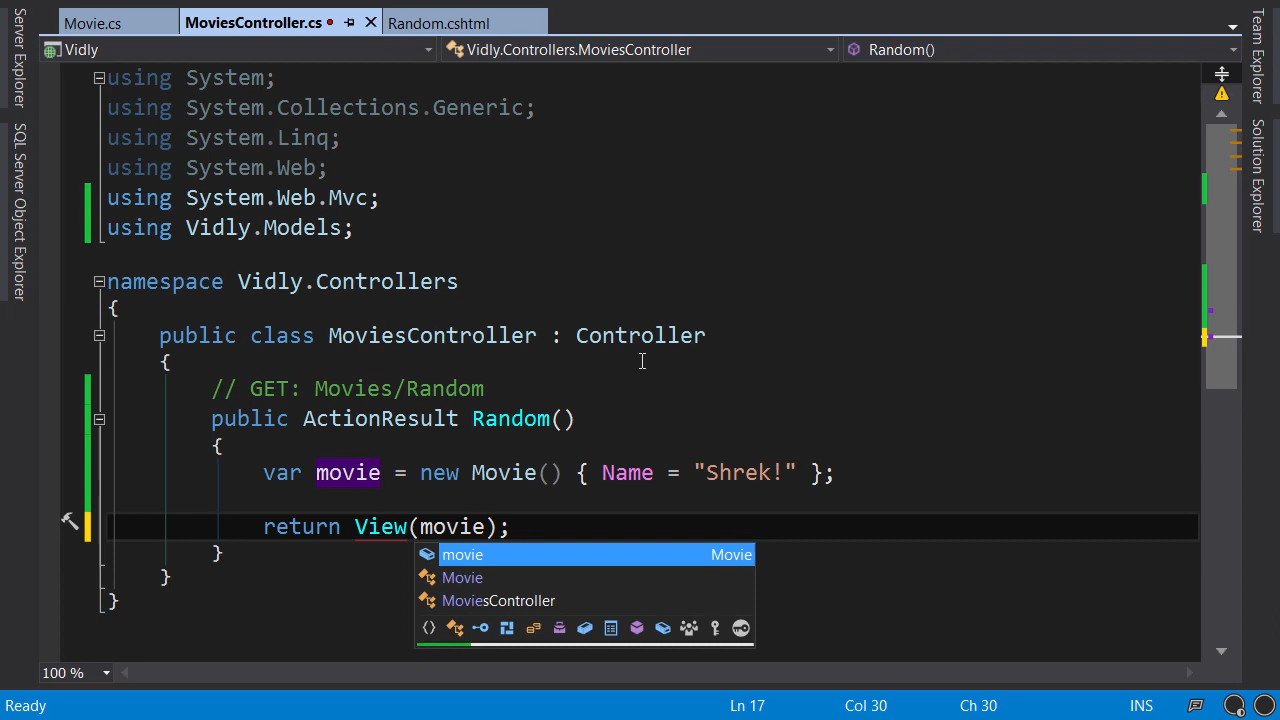 Movie.cs
MoviesController.cs
Random.cshtml
Vidly
Vidly.Controllers.MoviesController
Random()
Server Explorer
SQL Server Object Explorer
using System;
using System.Collections.Generic;
using System.Linq;
using System.Web;
using System.Web.Mvc;
using Vidly.Models;
namespace Vidly.Controllers
{
public class MoviesController : Controller
{
// GET: Movies/Random
public ActionResult Random()
{
var movie = new Movie() { Name = "Shrek!" };
return View(movie);
}
}
}
movie Movie
Movie
MoviesController
Team Explorer
Solution Explorer
100 %
Ready
Ln 17
Col 30
Ch 30
INS